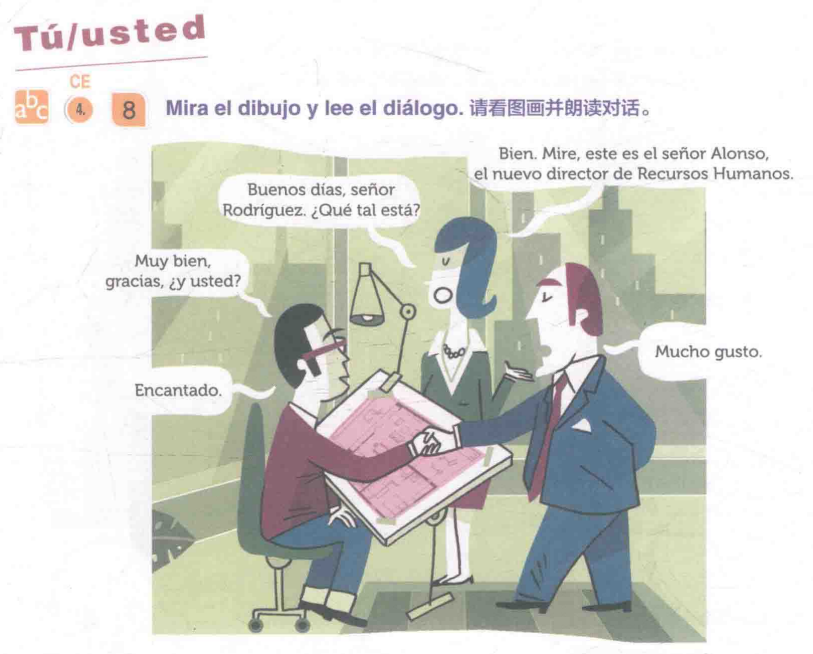 Tú/usted
CE
abc
4.
8
Mira el dibujo y lee el diálogo. 请看图画并朗读对话。
Buenos días, señor
Rodríguez. ¿Qué tal está?
Muy bien,
gracias, ¿y usted?
Bien. Mire, este es el señor Alonso,
el nuevo director de Recursos Humanos.
Mucho gusto.
Encantado.